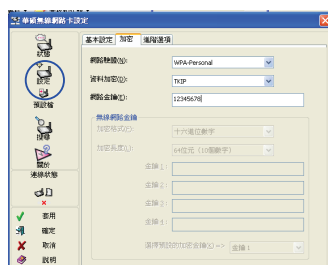 華碩無線網路卡設定
狀態
設定
預設檔
搜尋
關於
連線狀態
套用
確定
取消
說明
基本設定 加密 進階選項
網路驗證(N): WPA-Personal
資料加密(D): TKIP
網路金鑰(E): 12345678
無線網路金鑰
加密格式(F): 十六進位數字
加密長度(L): 64位元 (10個數字)
金鑰 1:
金鑰 2:
金鑰 3:
金鑰 4:
選擇預設的加密金鑰(K) => 金鑰 1